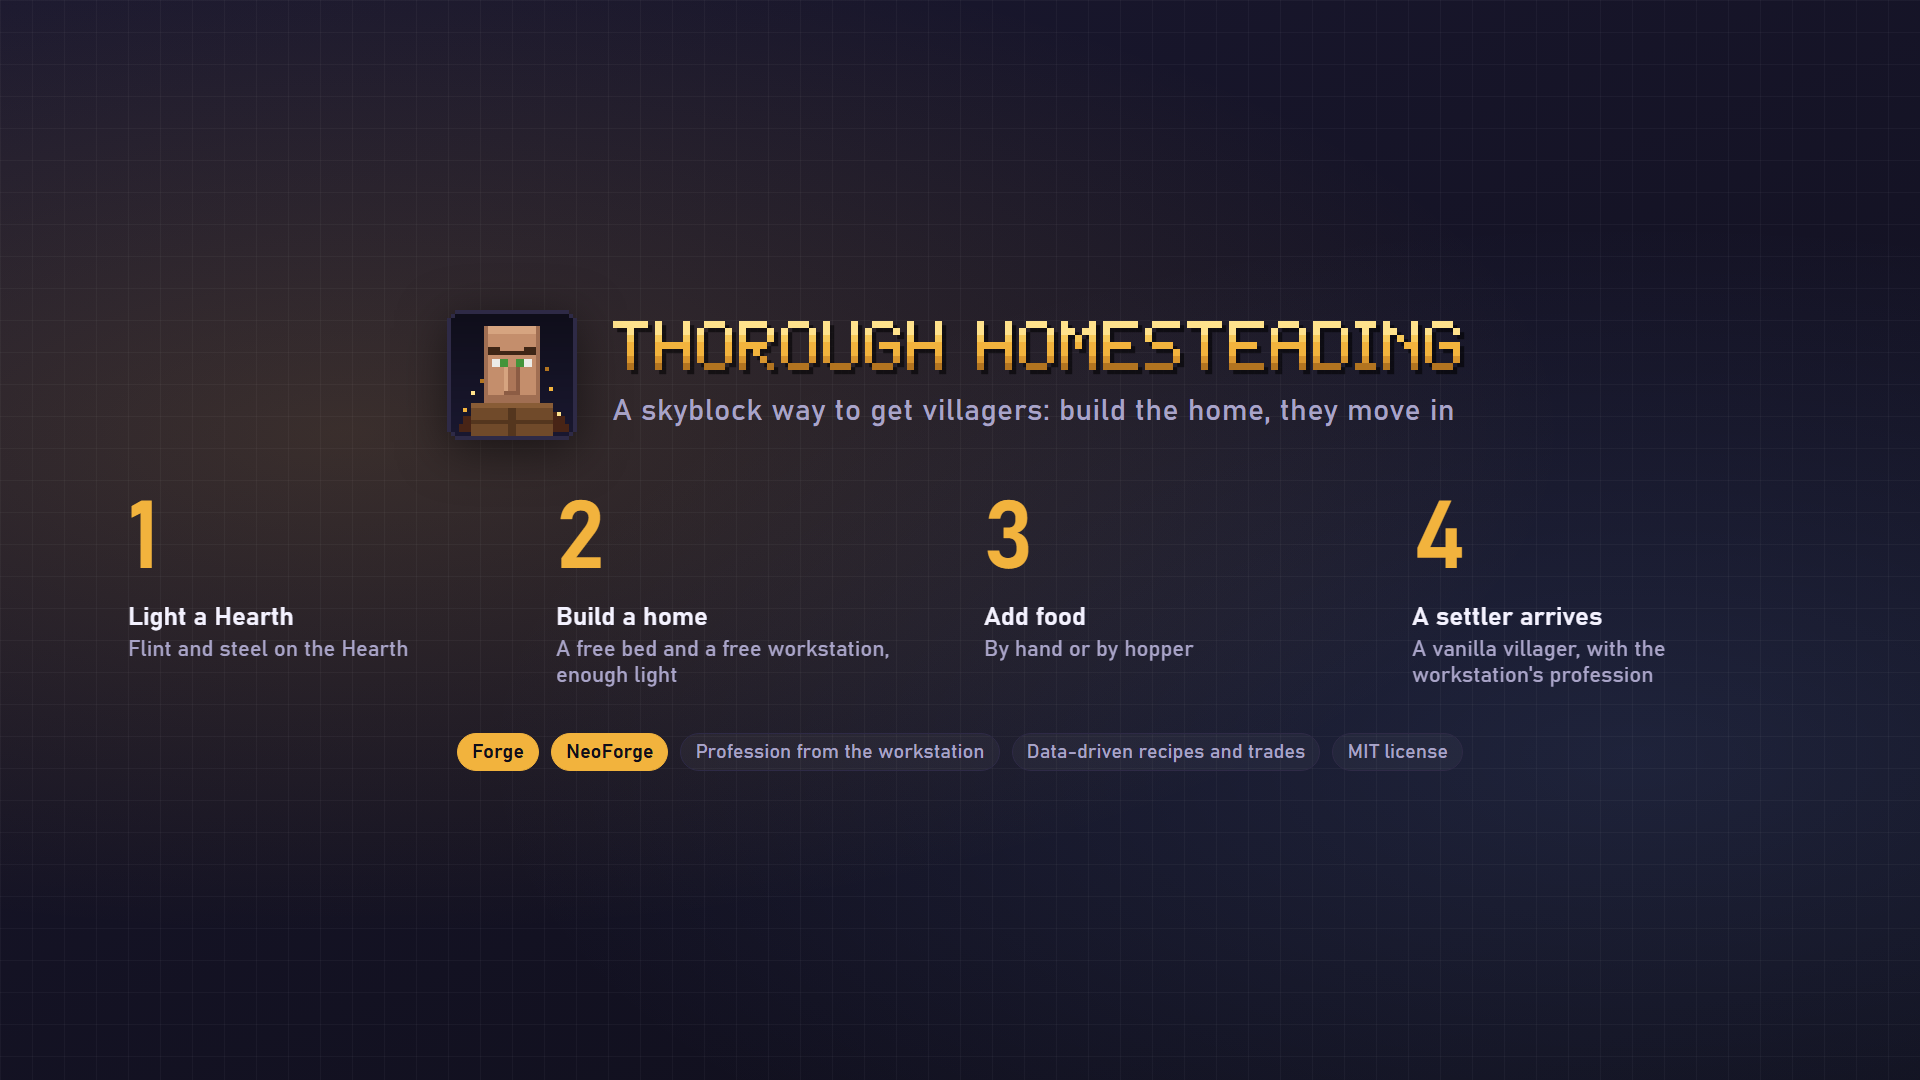 THOROUGH HOMESTEADING
A skyblock way to get villagers: build the home, they move in
1
Light a Hearth
Flint and steel on the Hearth
2
Build a home
A free bed and a free workstation,
enough light
3
Add food
By hand or by hopper
4
A settler arrives
A vanilla villager, with the
workstation's profession
Forge
NeoForge
Profession from the workstation
Data-driven recipes and trades
MIT license